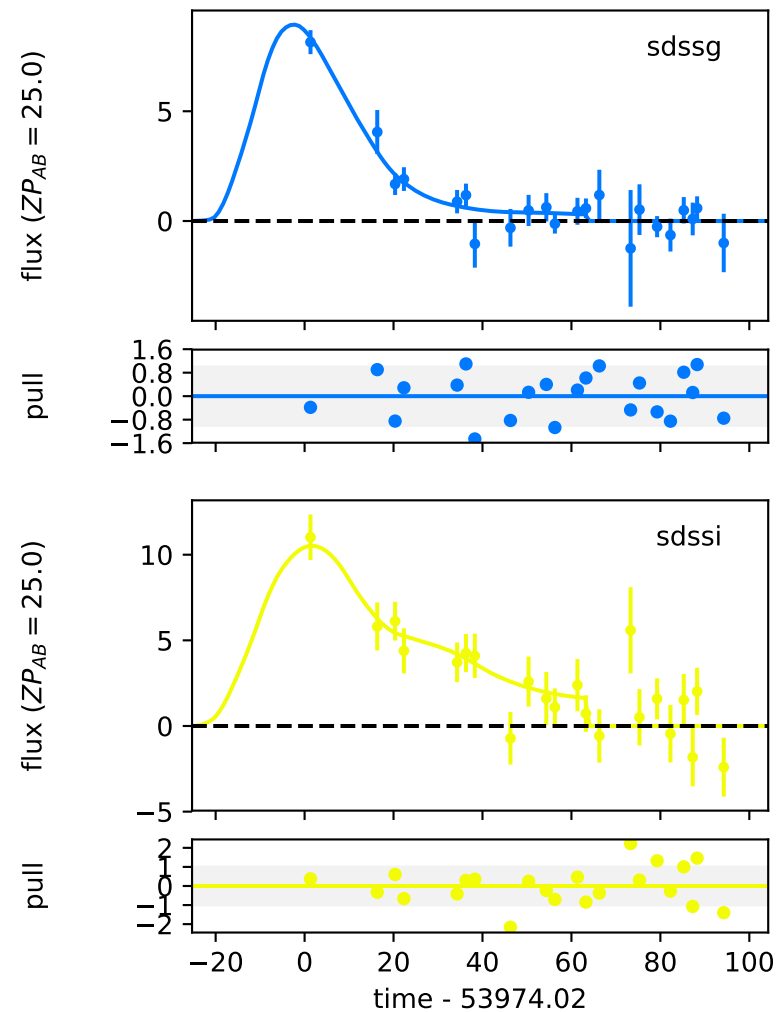 sdssg
flux (ZP_AB = 25.0)
5
0
pull
1.6
0.8
0.0
−0.8
−1.6
sdssi
flux (ZP_AB = 25.0)
10
5
0
−5
pull
2
1
0
−1
−2
−20 0 20 40 60 80 100
time - 53974.02